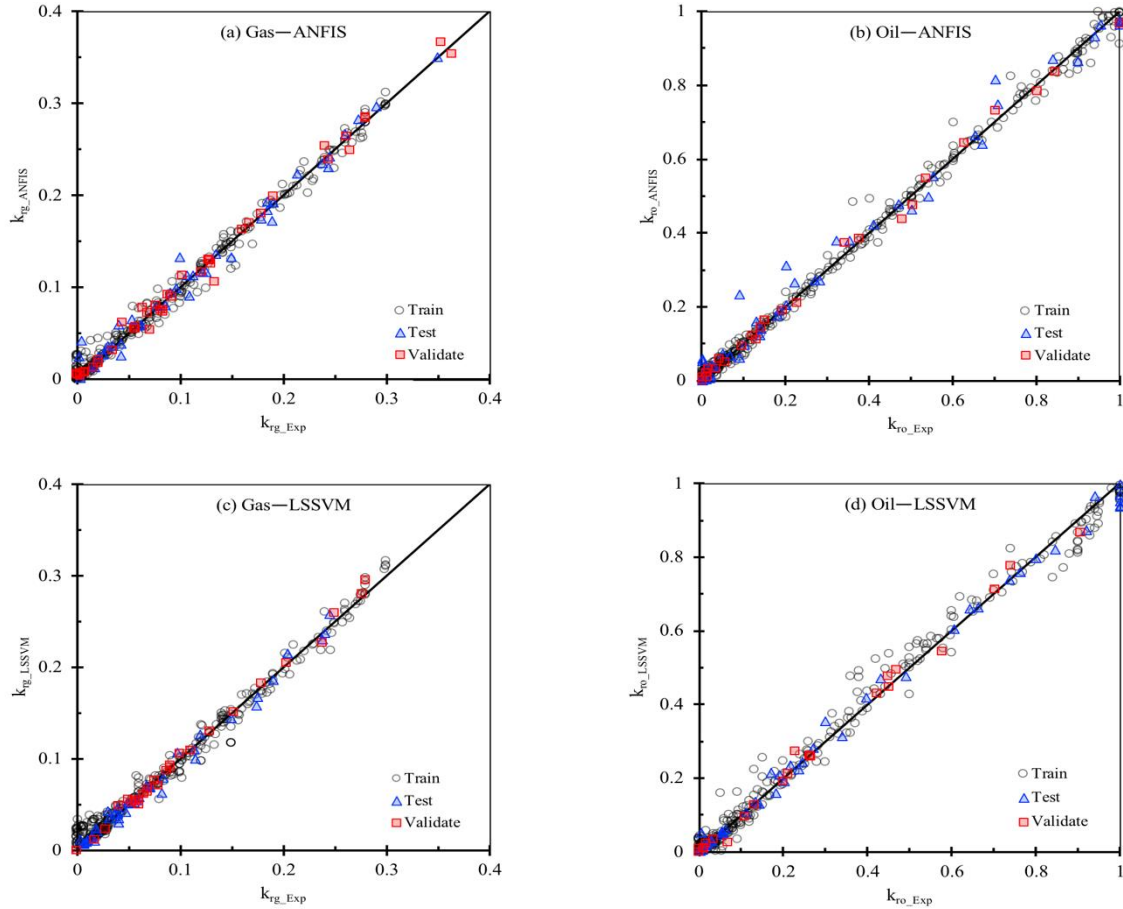 (a) Gas—ANFIS
0.4
0.3
0.2
0.1
0
k_rg_ANFIS
Train
Test
Validate
0
0.1
0.2
0.3
0.4
k_rg_Exp
(b) Oil—ANFIS
1
0.8
0.6
0.4
0.2
0
k_ro_ANFIS
Train
Test
Validate
0
0.2
0.4
0.6
0.8
1
k_ro_Exp
(c) Gas—LSSVM
0.4
0.3
0.2
0.1
0
k_rg_LSSVM
Train
Test
Validate
0
0.1
0.2
0.3
0.4
k_rg_Exp
(d) Oil—LSSVM
1
0.8
0.6
0.4
0.2
0
k_ro_LSSVM
Train
Test
Validate
0
0.2
0.4
0.6
0.8
1
k_ro_Exp